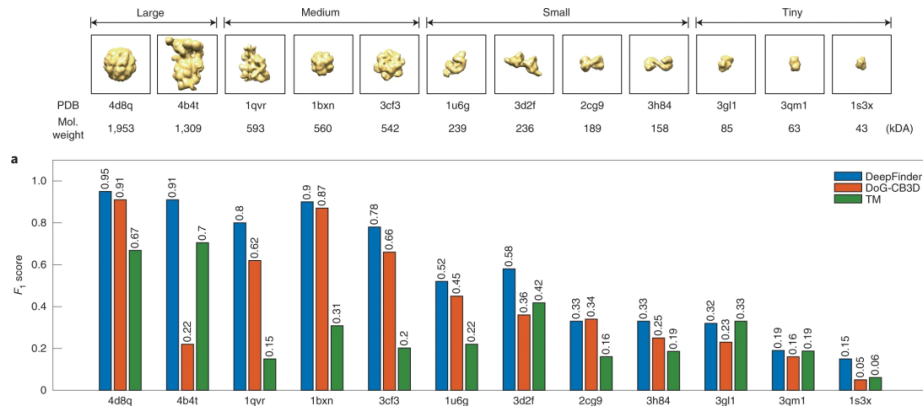 Large Medium Small Tiny
PDB 4d8q 4b4t 1qvr 1bxn 3cf3 1u6g 3d2f 2cg9 3h84 3gl1 3qm1 1s3x
Mol.
weight 1,953 1,309 593 560 542 239 236 189 158 85 63 43 (kDA)
a
DeepFinder
DoG-CB3D
TM
F1 score
1.0
0.8
0.6
0.4
0.2
0
0.95 0.91 0.67
0.91 0.22 0.7
0.8 0.62 0.15
0.9 0.87 0.31
0.78 0.66 0.2
0.52 0.45 0.22
0.58 0.36 0.42
0.33 0.34 0.16
0.33 0.25 0.19
0.32 0.23 0.33
0.19 0.16 0.19
0.15 0.05 0.06
4d8q 4b4t 1qvr 1bxn 3cf3 1u6g 3d2f 2cg9 3h84 3gl1 3qm1 1s3x